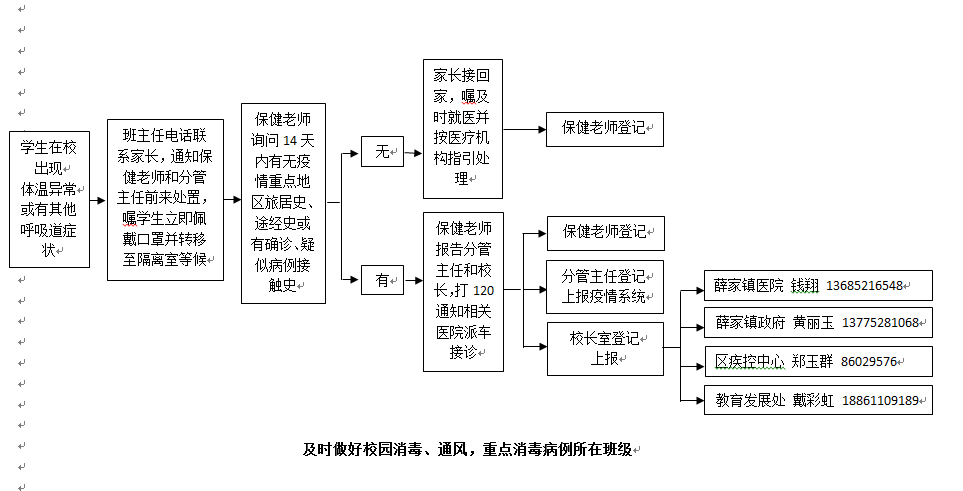 学生在校
出现
体温异常
或有其他
呼吸道症
状
班主任电话联
系家长，通知保
健老师和分管
主任前来处置，
嘱学生立即佩
戴口罩并转移
至隔离室等候
保健老师
询问 14 天
内有无疫
情重点地
区旅居史、
途经史或
有确诊、疑
似病例接
触史
无
家长接回
家，嘱及
时就医并
按医疗机
构指引处
理
保健老师登记
有
保健老师
报告分管
主任和校
长，打 120
通知相关
医院派车
接诊
保健老师登记
分管主任登记
上报疫情系统
校长室登记
上报
薛家镇医院 钱翔 13685216548
薛家镇政府 黄丽玉 13775281068
区疾控中心 郑玉群 86029576
教育发展处 戴彩虹 18861109189
及时做好校园消毒、通风，重点消毒病例所在班级